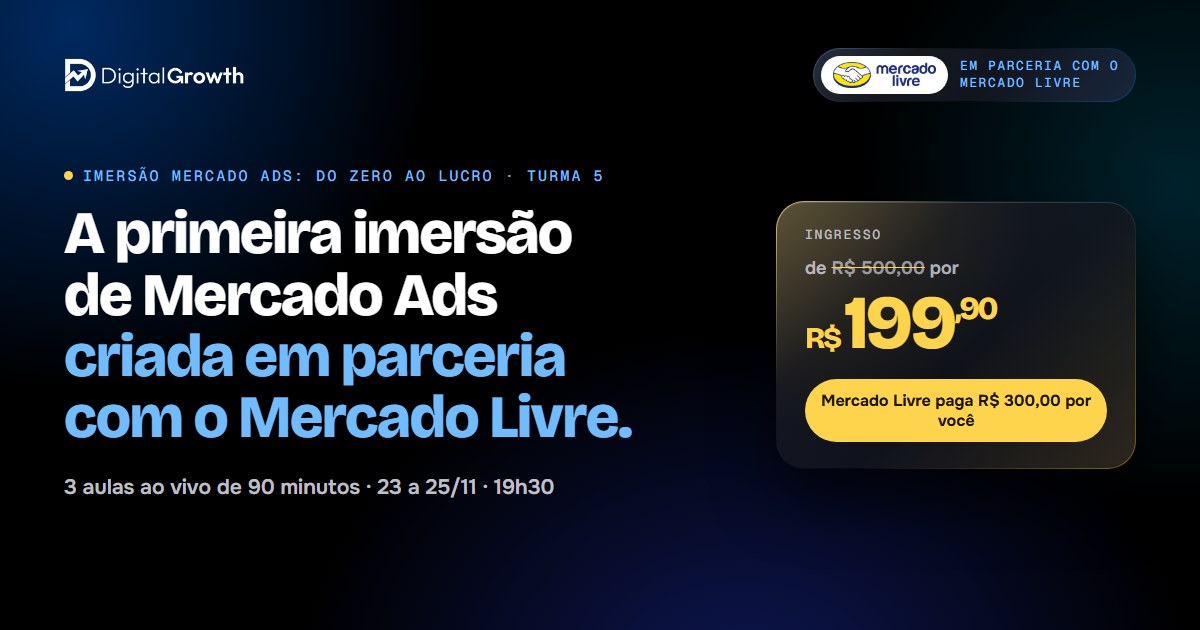 DigitalGrowth
mercado
livre
EM PARCERIA COM O
MERCADO LIVRE
IMERSÃO MERCADO ADS: DO ZERO AO LUCRO · TURMA 5
A primeira imersão
de Mercado Ads
criada em parceria
com o Mercado Livre.
3 aulas ao vivo de 90 minutos · 23 a 25/11 · 19h30
INGRESSO
de R$ 500,00 por
R$199,90
Mercado Livre paga R$ 300,00 por
você